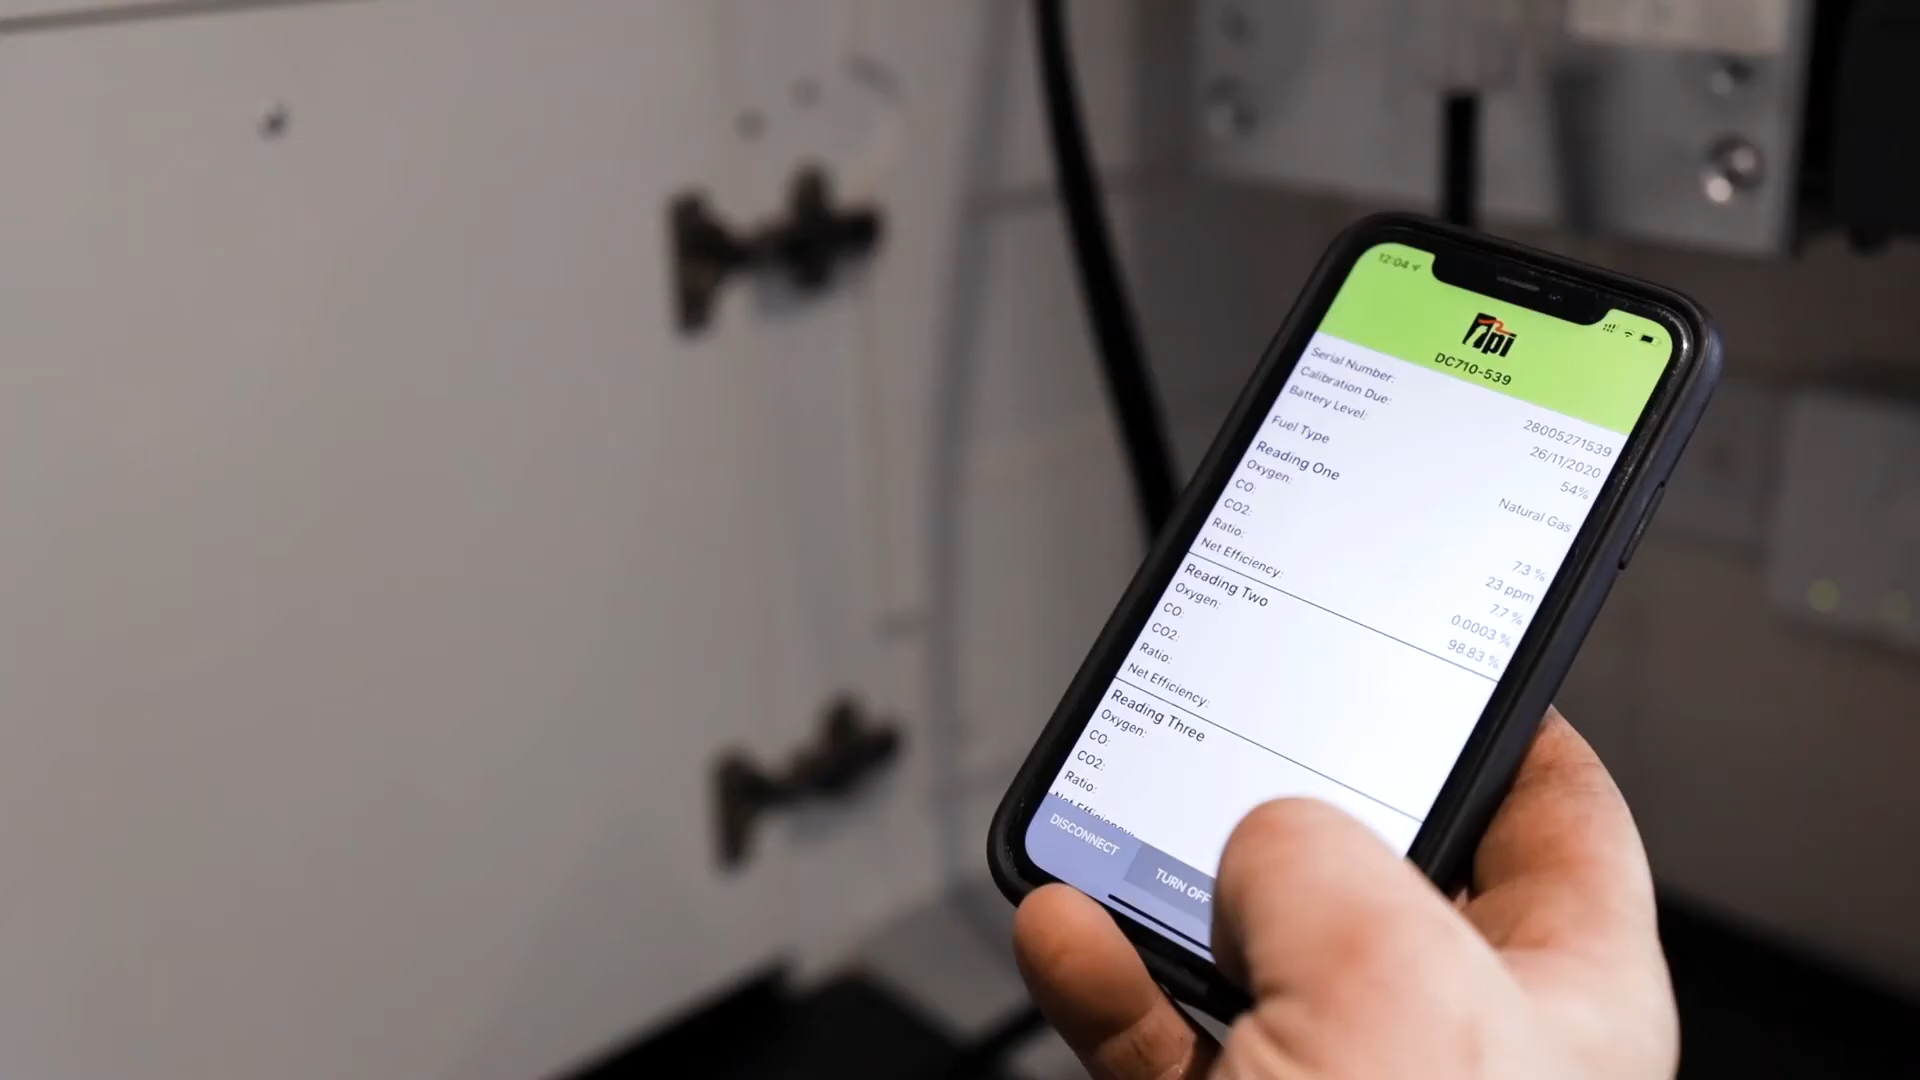 12:04
tpi
DC710-539
Serial Number: 28005271539
Calibration Due: 26/11/2020
Battery Level: 54%
Fuel Type Natural Gas
Reading One
Oxygen: 7.3 %
CO: 23 ppm
CO2: 7.7 %
Ratio: 0.0003 %
Net Efficiency: 98.83 %
Reading Two
Oxygen:
CO:
CO2:
Ratio:
Net Efficiency:
Reading Three
Oxygen:
CO:
CO2:
Ratio:
Net Efficiency:
DISCONNECT TURN OFF